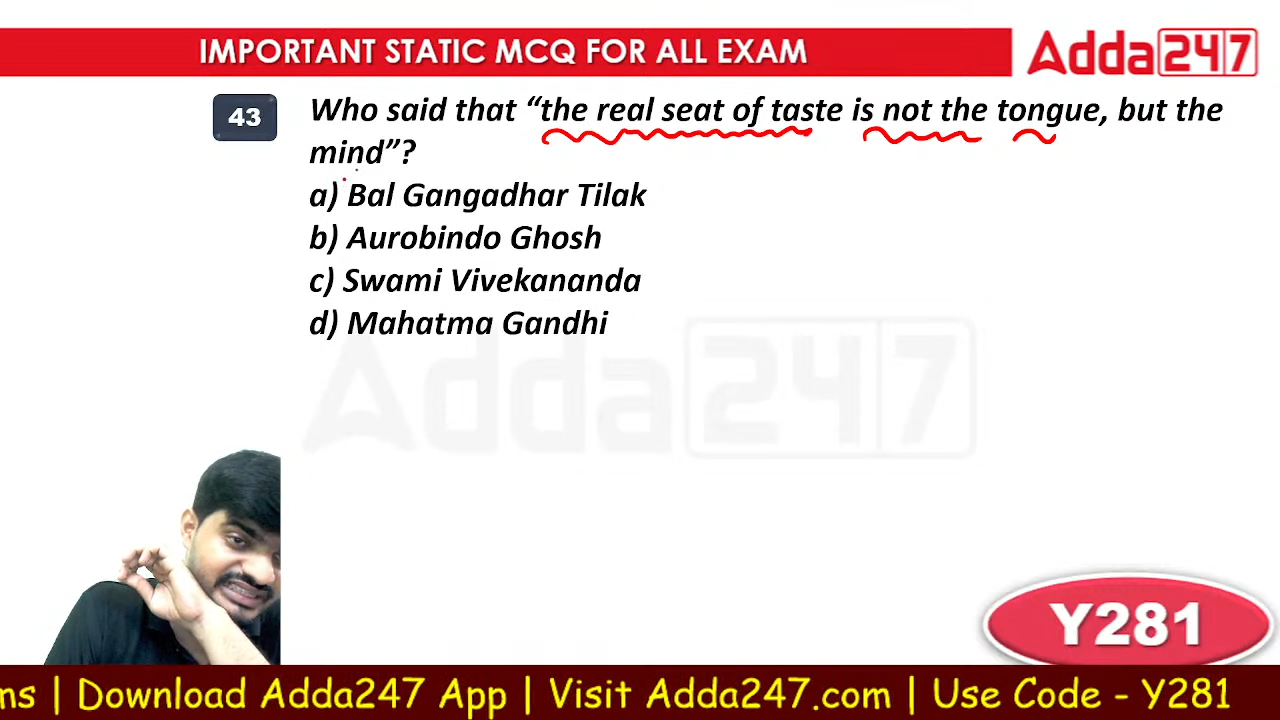 IMPORTANT STATIC MCQ FOR ALL EXAM
Adda247
43
Who said that “the real seat of taste is not the tongue, but the
mind”?
a) Bal Gangadhar Tilak
b) Aurobindo Ghosh
c) Swami Vivekananda
d) Mahatma Gandhi
Adda247
Y281
ms | Download Adda247 App | Visit Adda247.com | Use Code - Y281